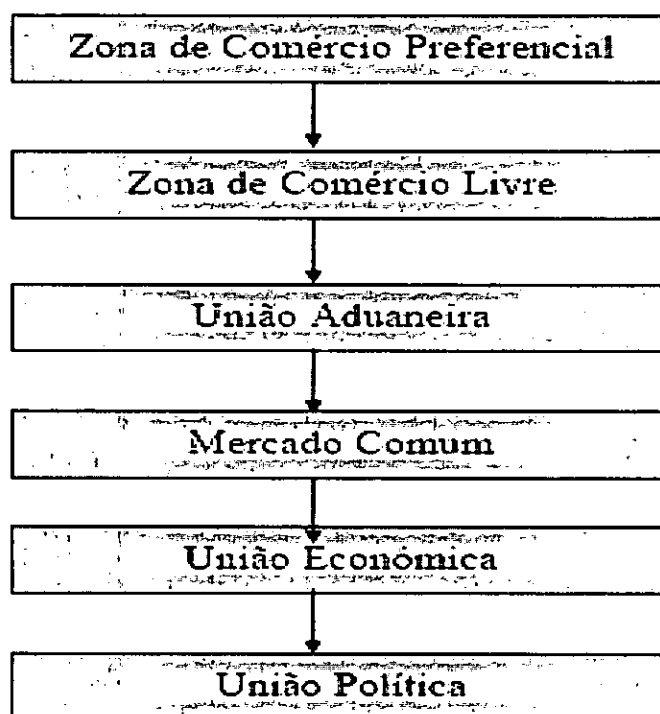 Zona de Comércio Preferencial
Zona de Comércio Livre
União Aduaneira
Mercado Comum
União Económica
União Política